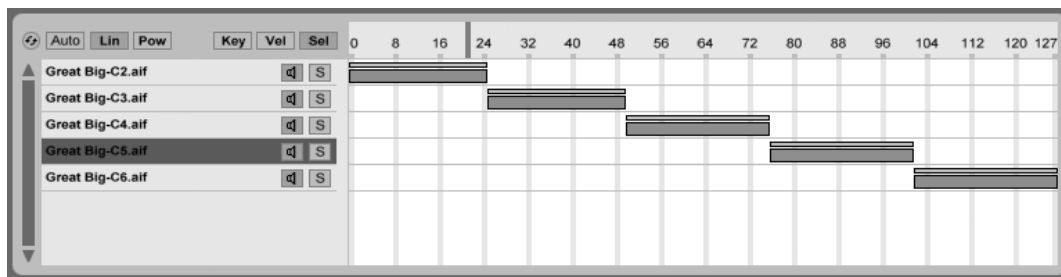 Auto Lin Pow Key Vel Sel 0 8 16 24 32 40 48 56 64 72 80 88 96 104 112 120 127
Great Big-C2.aif S
Great Big-C3.aif S
Great Big-C4.aif S
Great Big-C5.aif S
Great Big-C6.aif S